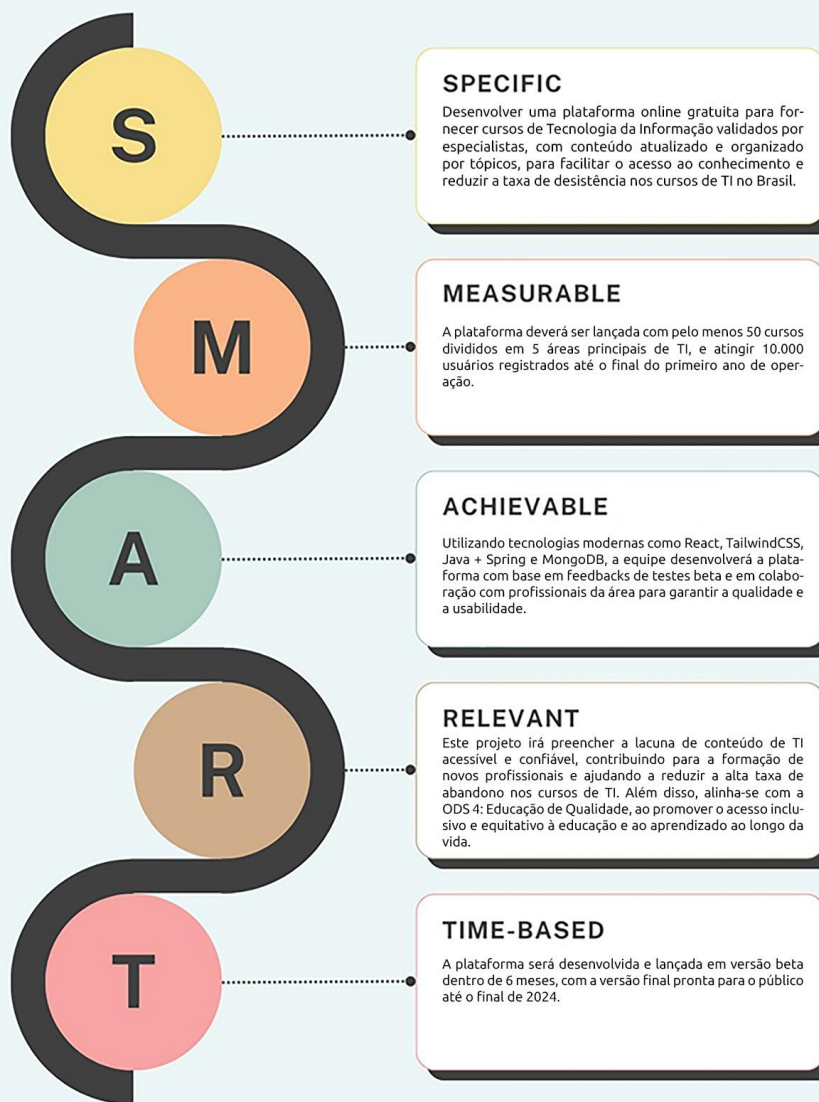 S
SPECIFIC
Desenvolver uma plataforma online gratuita para for-
necer cursos de Tecnologia da Informação validados por
especialistas, com conteúdo atualizado e organizado
por tópicos, para facilitar o acesso ao conhecimento e
reduzir a taxa de desistência nos cursos de TI no Brasil.
M
MEASURABLE
A plataforma deverá ser lançada com pelo menos 50 cursos
divididos em 5 áreas principais de TI, e atingir 10.000
usuários registrados até o final do primeiro ano de oper-
ação.
A
ACHIEVABLE
Utilizando tecnologias modernas como React, TailwindCSS,
Java + Spring e MongoDB, a equipe desenvolverá a plata-
forma com base em feedbacks de testes beta e em colabo-
ração com profissionais da área para garantir a qualidade e
a usabilidade.
R
RELEVANT
Este projeto irá preencher a lacuna de conteúdo de TI
acessível e confiável, contribuindo para a formação de
novos profissionais e ajudando a reduzir a alta taxa de
abandono nos cursos de TI. Além disso, alinha-se com a
ODS 4: Educação de Qualidade, ao promover o acesso inclu-
sivo e equitativo à educação e ao aprendizado ao longo da
vida.
T
TIME-BASED
A plataforma será desenvolvida e lançada em versão beta
dentro de 6 meses, com a versão final pronta para o público
até o final de 2024.